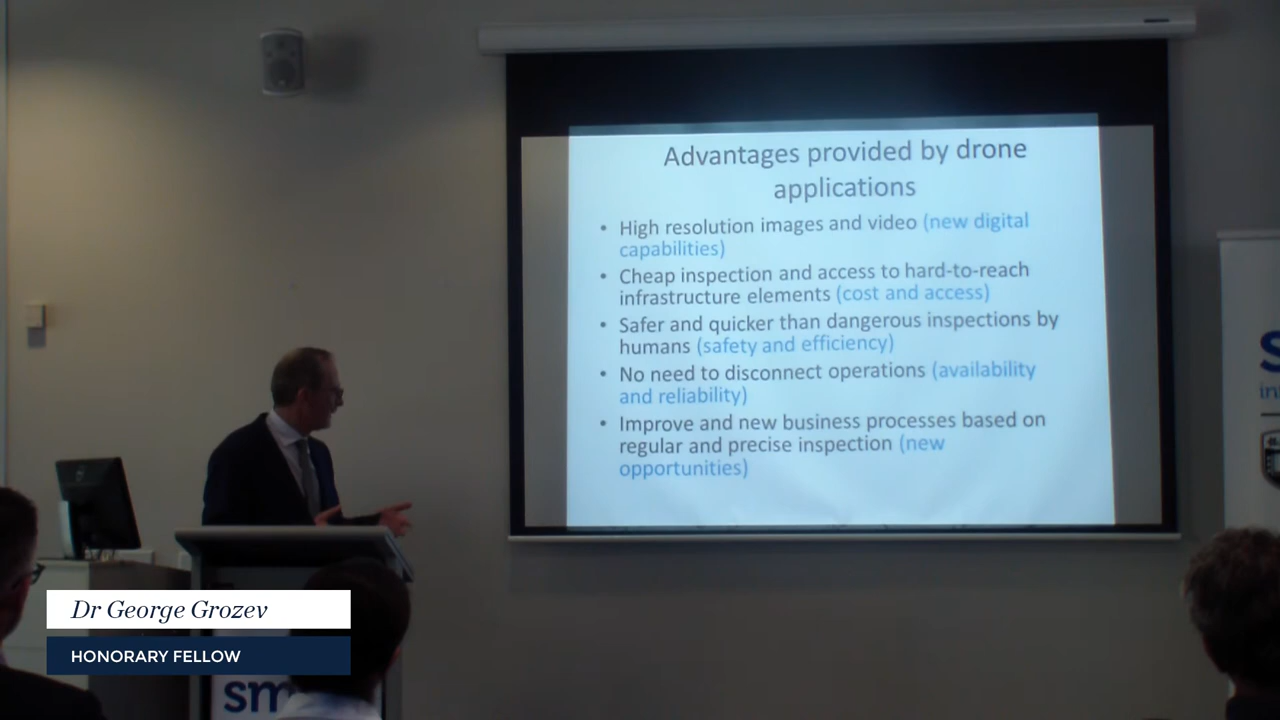 Advantages provided by drone
applications
• High resolution images and video (new digital
capabilities)
• Cheap inspection and access to hard-to-reach
infrastructure elements (cost and access)
• Safer and quicker than dangerous inspections by
humans (safety and efficiency)
• No need to disconnect operations (availability
and reliability)
• Improve and new business processes based on
regular and precise inspection (new
opportunities)
Dr George Grozev
HONORARY FELLOW
sm